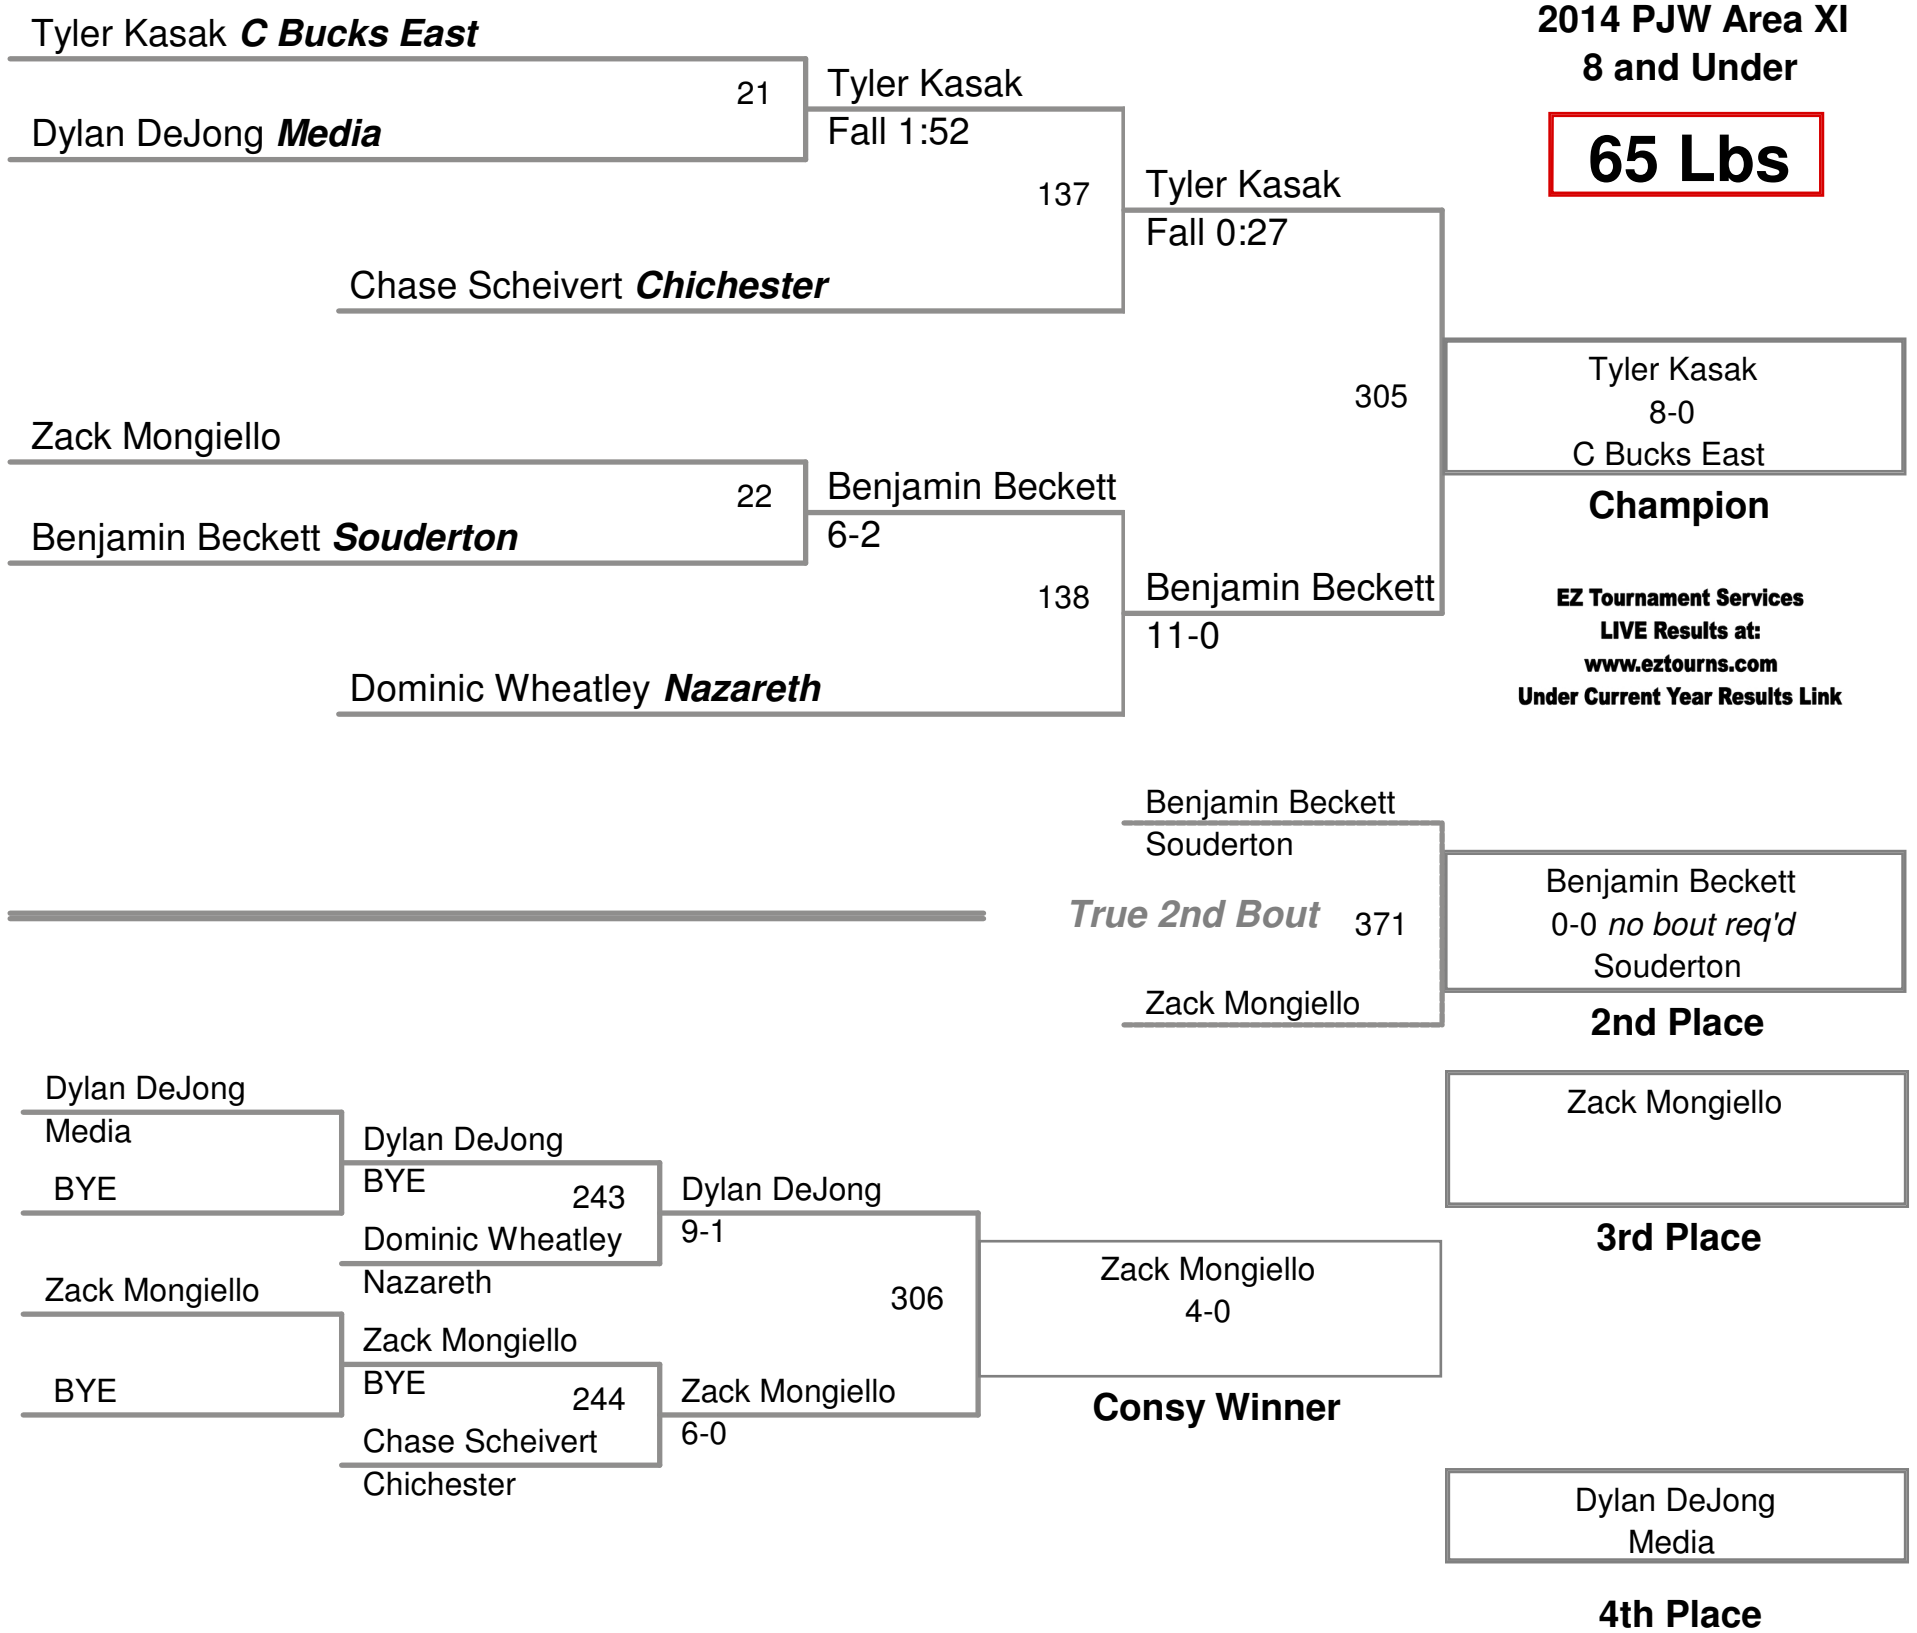 2014 PJW Area XI
8 and Under
65 Lbs
Tyler Kasak C Bucks East
21
Dylan DeJong Media
Tyler Kasak
Fall 1:52
137
Chase Scheivert Chichester
Tyler Kasak
Fall 0:27
305
Zack Mongiello
22
Benjamin Beckett Souderton
Benjamin Beckett
6-2
138
Dominic Wheatley Nazareth
Benjamin Beckett
11-0
Tyler Kasak
8-0
C Bucks East
Champion
EZ Tournament Services
LIVE Results at:
www.eztourns.com
Under Current Year Results Link
Benjamin Beckett
Souderton
True 2nd Bout 371
Zack Mongiello
Benjamin Beckett
0-0 no bout req'd
Souderton
2nd Place
Dylan DeJong
Media
BYE
Dylan DeJong
BYE
243
Dominic Wheatley
Nazareth
Dylan DeJong
9-1
Zack Mongiello
BYE
Zack Mongiello
BYE
244
Chase Scheivert
Chichester
Zack Mongiello
6-0
306
Zack Mongiello
4-0
Consy Winner
Zack Mongiello
3rd Place
Dylan DeJong
Media
4th Place